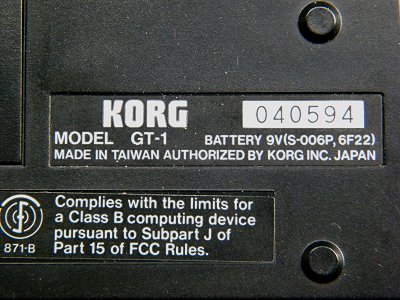 KORG 040594
MODEL GT-1 BATTERY 9V(S-006P, 6F22)
MADE IN TAIWAN AUTHORIZED BY KORG INC. JAPAN
Complies with the limits for
a Class B computing device
pursuant to Subpart J of
Part 15 of FCC Rules.
871-B